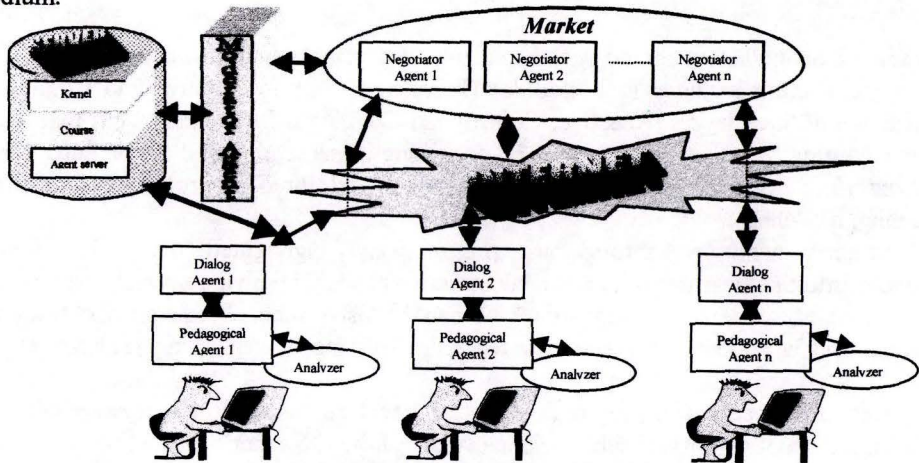 dium.
Market
Negotiator
Agent 1
Negotiator
Agent 2
Negotiator
Agent n
Kernel
Course
Agent server
Dialog
Agent 1
Dialog
Agent 2
Dialog
Agent n
Pedagogical
Agent 1
Pedagogical
Agent 2
Pedagogical
Agent n
Analyzer
Analyzer
Analyzer